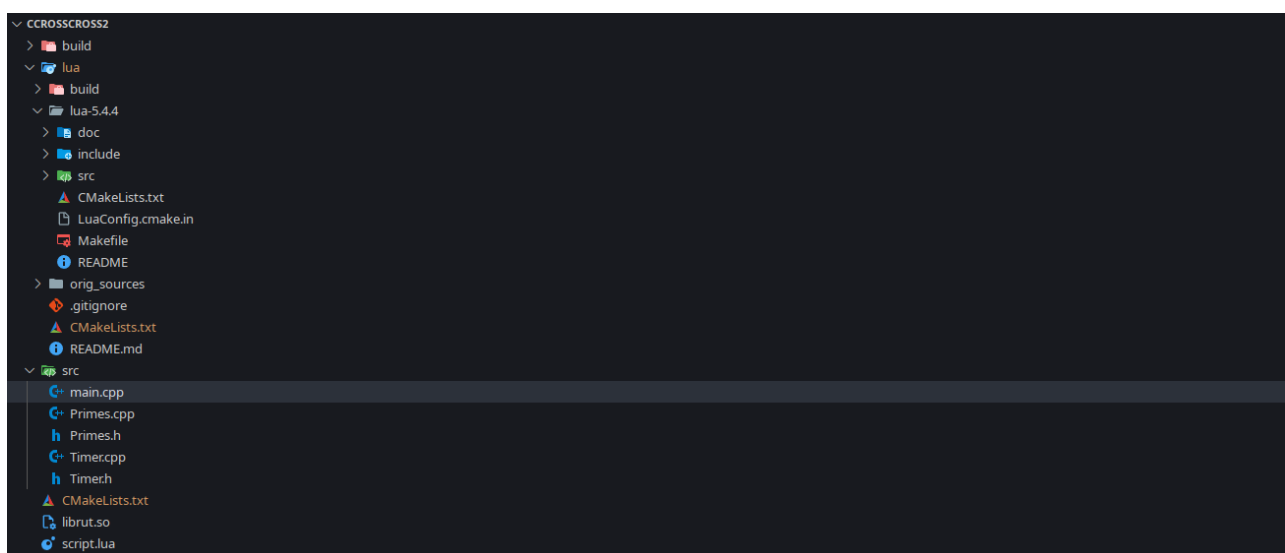 CCROSSCROSS2
build
lua
build
lua-5.4.4
doc
include
src
CMakeLists.txt
LuaConfig.cmake.in
Makefile
README
orig_sources
.gitignore
CMakeLists.txt
README.md
src
main.cpp
Primes.cpp
Primes.h
Timer.cpp
Timer.h
CMakeLists.txt
librut.so
script.lua